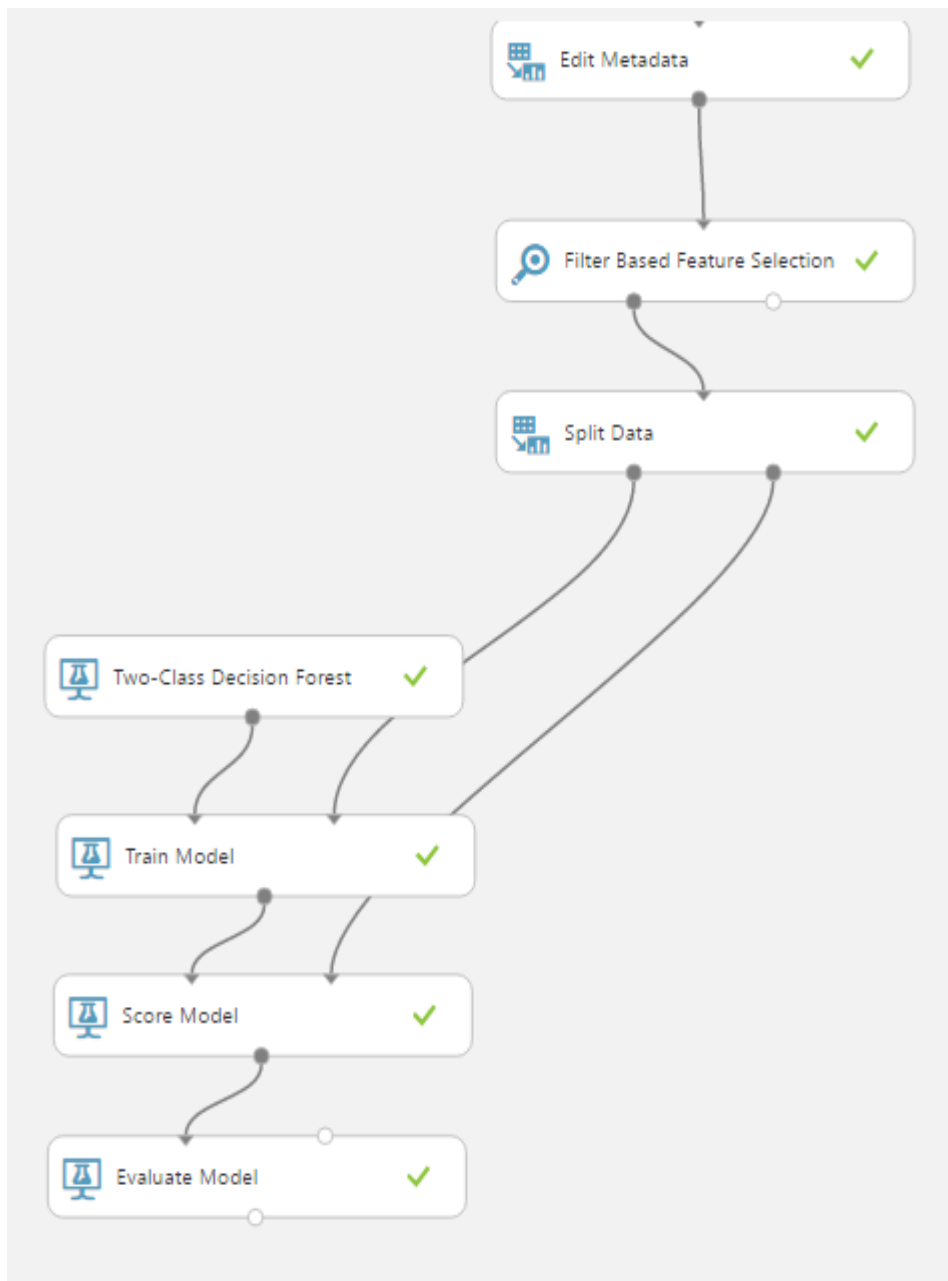 Edit Metadata
Filter Based Feature Selection
Split Data
Two-Class Decision Forest
Train Model
Score Model
Evaluate Model